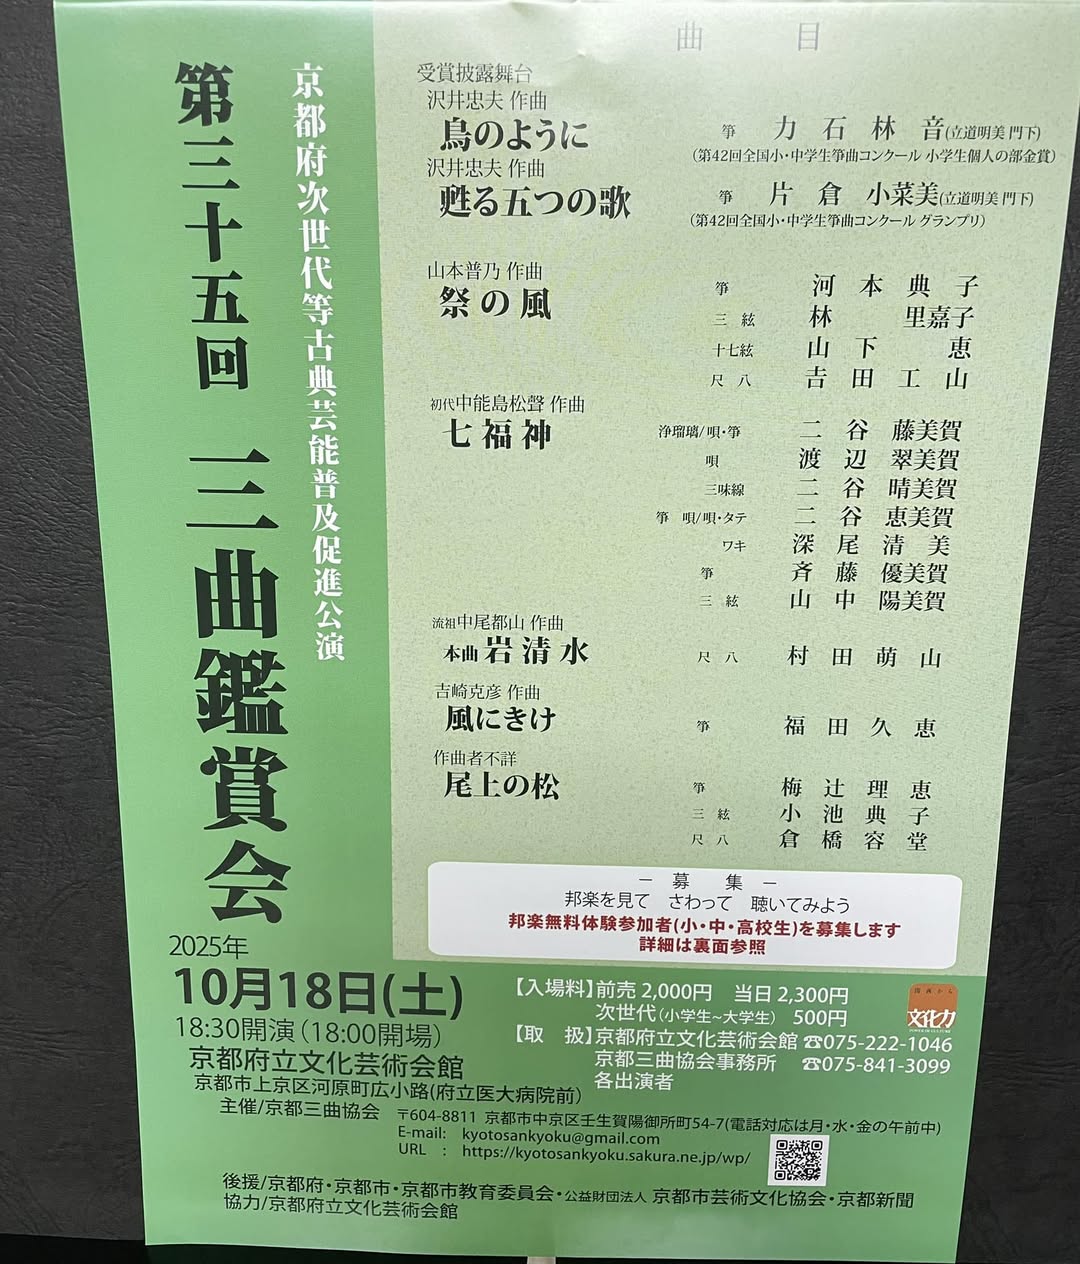 京都府次世代等古典芸能普及促進公演
第三十五回 三曲鑑賞会
曲 目
受賞披露舞台
沢井忠夫 作曲
鳥のように
箏 力石林音(立道明美 門下)
(第42回全国小・中学生箏曲コンクール 小学生個人の部金賞)
沢井忠夫 作曲
甦る五つの歌
箏 片倉 小菜美(立道明美 門下)
(第42回全国小・中学生箏曲コンクール グランプリ)
山本普乃 作曲
祭の風
箏 河本典子
三絃 林 里嘉子
十七絃 山下 恵
尺八 吉田工山
初代中能島松聲 作曲
七福神
浄瑠璃/唄・箏 二谷 藤美賀
唄 渡辺 翠美賀
三味線 二谷 晴美賀
箏 唄/唄・タテ 二谷 恵美賀
ワキ 深尾清美
箏 斉藤 優美賀
三絃 山中 陽美賀
流祖中尾都山 作曲
本曲 岩清水
尺八 村田萌山
吉崎克彦 作曲
風にきけ
箏 福田久恵
作曲者不詳
尾上の松
箏 梅辻理恵
三絃 小池典子
尺八 倉橋容堂
― 募 集 ―
邦楽を見て さわって 聴いてみよう
邦楽無料体験参加者(小・中・高校生)を募集します
詳細は裏面参照
2025年
10月18日(土)
18:30開演(18:00開場)
京都府立文化芸術会館
京都市上京区河原町広小路(府立医大病院前)
【入場料】前売 2,000円 当日 2,300円
次世代(小学生~大学生) 500円
【取 扱】京都府立文化芸術会館 ☎075-222-1046
京都三曲協会事務所 ☎075-841-3099
各出演者
関西から
文化力
POWER OF CULTURE
主催/京都三曲協会 〒604-8811 京都市中京区壬生賀陽御所町54-7(電話対応は月・水・金の午前中)
E-mail: kyotosankyoku@gmail.com
URL : https://kyotosankyoku.sakura.ne.jp/wp/
後援/京都府・京都市・京都市教育委員会・公益財団法人 京都市芸術文化協会・京都新聞
協力/京都府立文化芸術会館